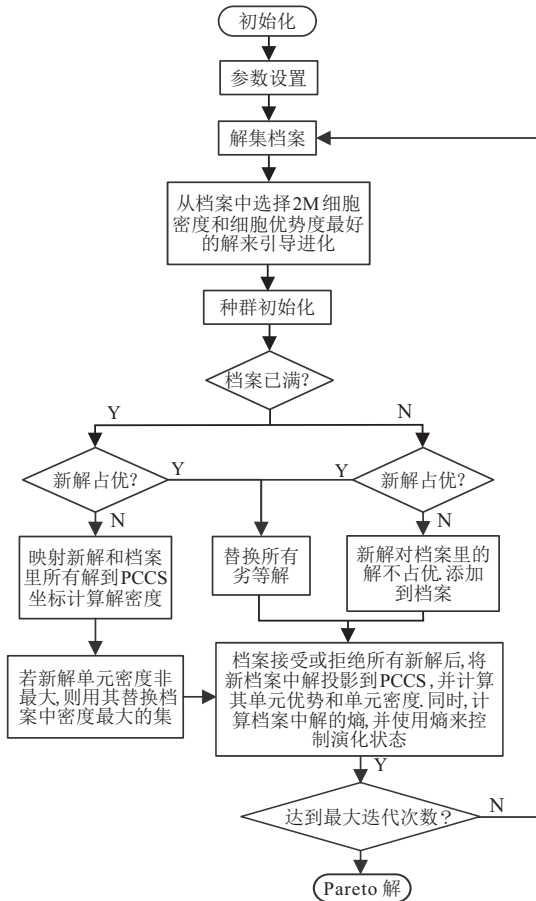 初始化
参数设置
解集档案
从档案中选择2M细胞
密度和细胞优势度最好
的解来引导进化
种群初始化
档案已满?
Y
N
新解占优?
Y
Y
新解占优?
N
N
映射新解和档案
里所有解到PCCS
坐标计算解密度
替换所有
劣等解
新解对档案里的
解不占优.添加
到档案
若新解单元密度非
最大,则用其替换档案
中密度最大的集
档案接受或拒绝所有新解后,将
新档案中解投影到PCCS,并计算
其单元优势和单元密度.同时,计
算档案中解的熵,并使用熵来控
制演化状态
Y
达到最大迭代次数?
N
Pareto 解